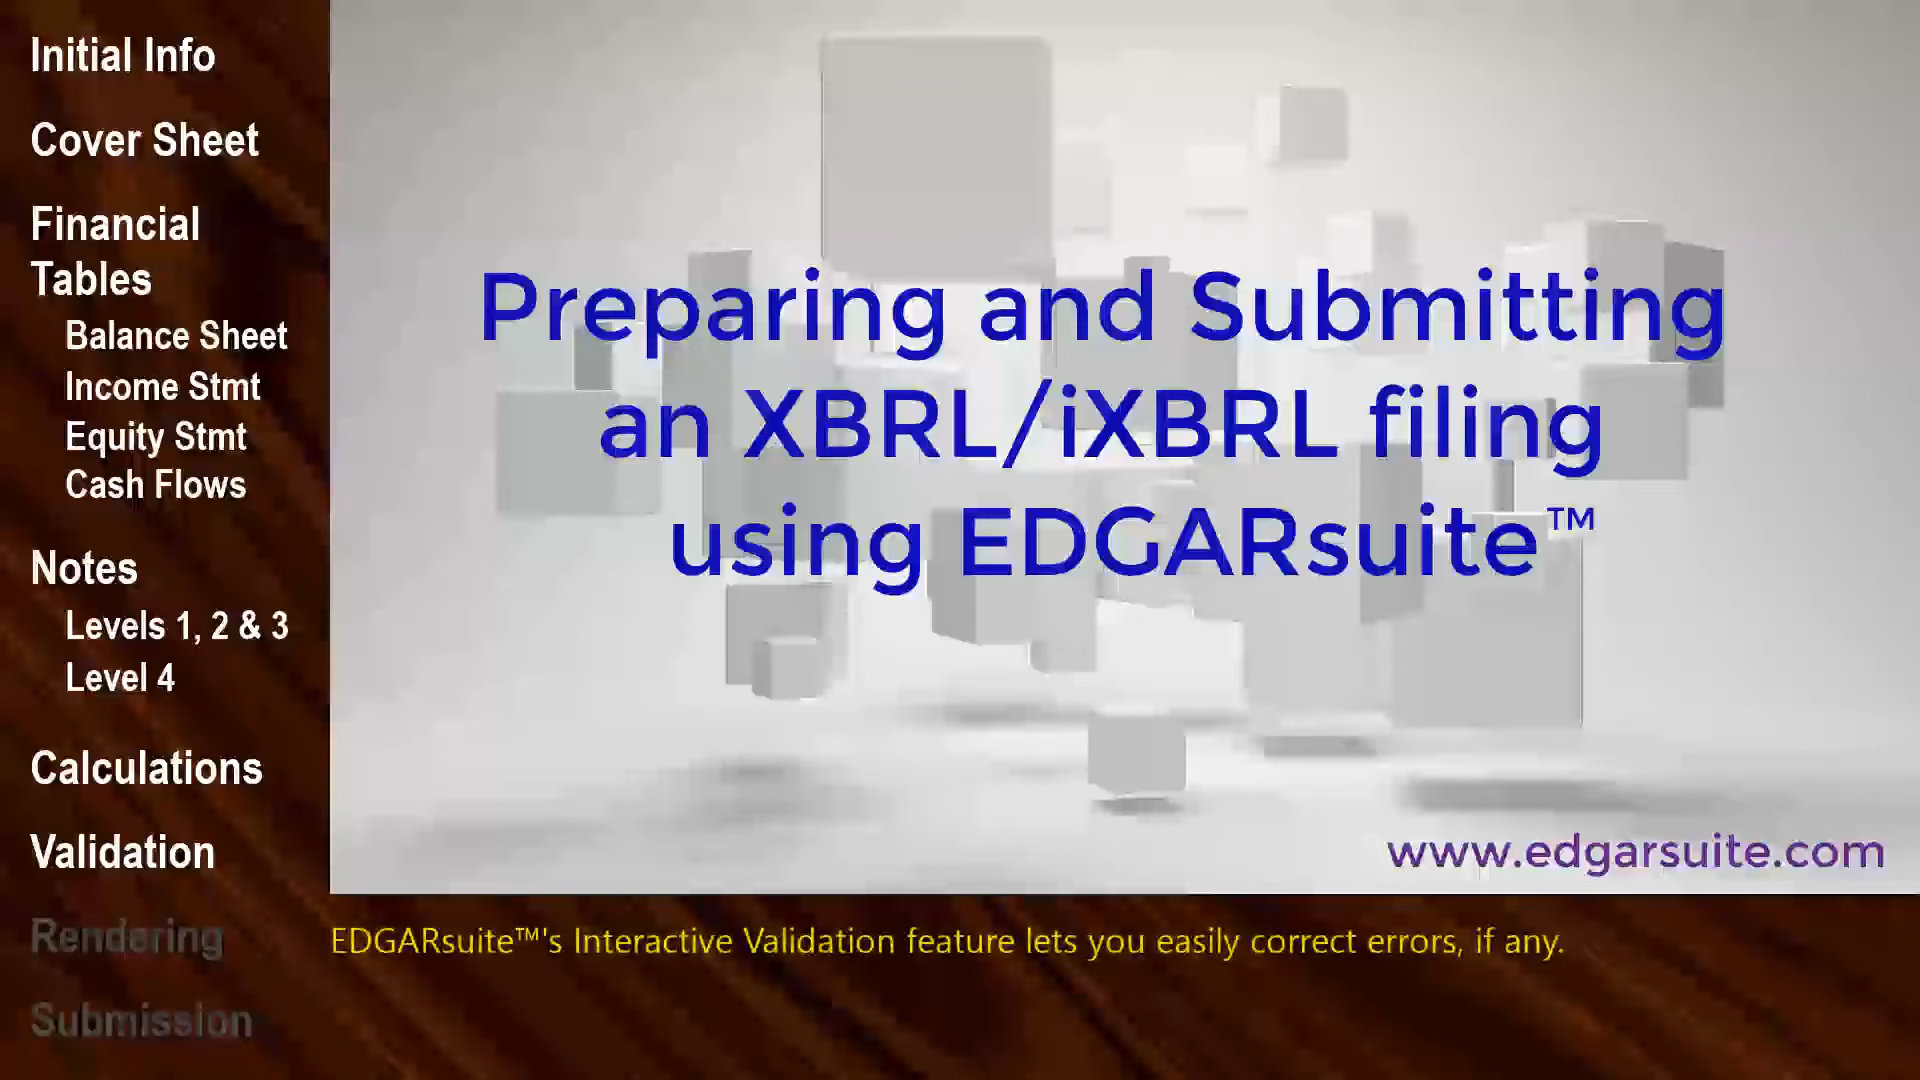 Initial Info
Cover Sheet
Financial
Tables
Balance Sheet
Income Stmt
Equity Stmt
Cash Flows
Notes
Levels 1, 2 & 3
Level 4
Calculations
Validation
Rendering
Submission
Preparing and Submitting
an XBRL/iXBRL filing
using EDGARsuite™
www.edgarsuite.com
EDGARsuite™'s Interactive Validation feature lets you easily correct errors, if any.